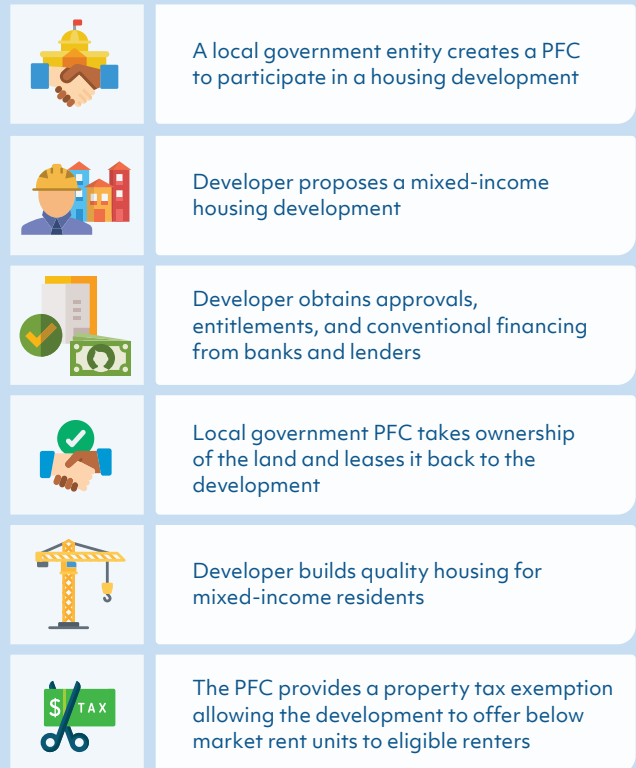 A local government entity creates a PFC
to participate in a housing development
Developer proposes a mixed-income
housing development
Developer obtains approvals,
entitlements, and conventional financing
from banks and lenders
Local government PFC takes ownership
of the land and leases it back to the
development
Developer builds quality housing for
mixed-income residents
$ TAX
The PFC provides a property tax exemption
allowing the development to offer below
market rent units to eligible renters